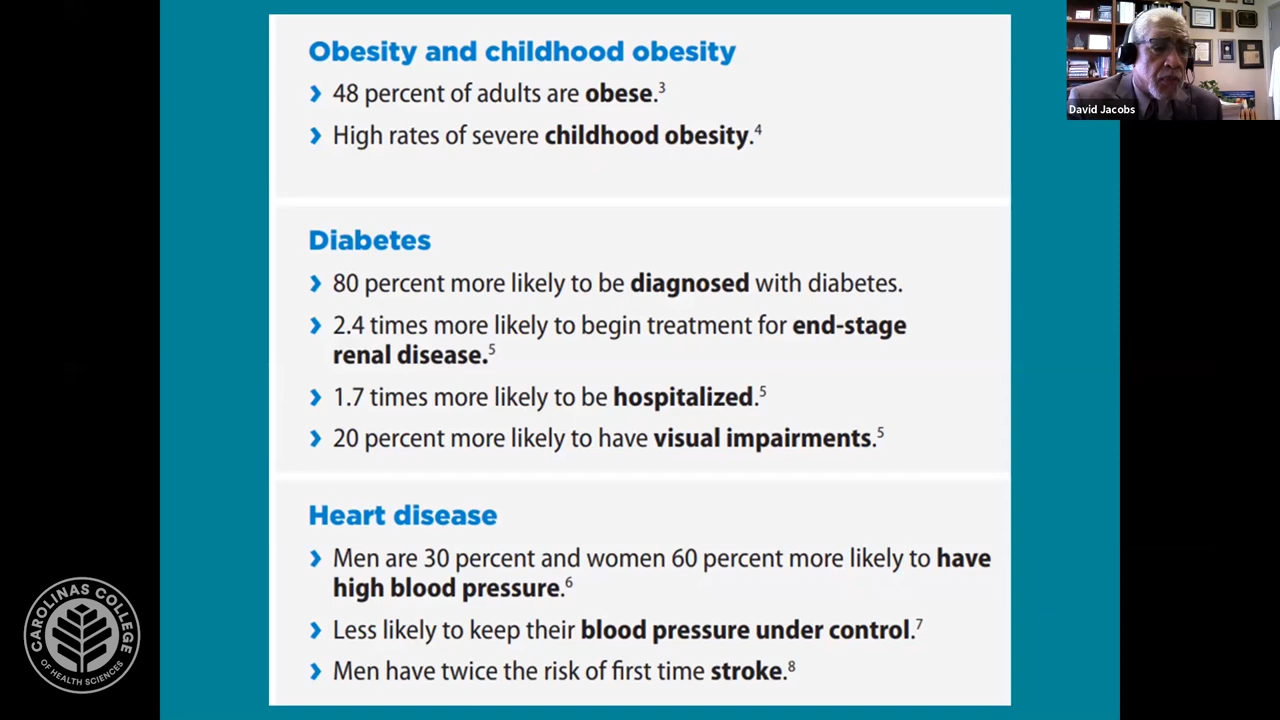 Obesity and childhood obesity
› 48 percent of adults are obese.3
› High rates of severe childhood obesity.4
Diabetes
› 80 percent more likely to be diagnosed with diabetes.
› 2.4 times more likely to begin treatment for end-stage
renal disease.5
› 1.7 times more likely to be hospitalized.5
› 20 percent more likely to have visual impairments.5
Heart disease
› Men are 30 percent and women 60 percent more likely to have
high blood pressure.6
› Less likely to keep their blood pressure under control.7
› Men have twice the risk of first time stroke.8
David Jacobs
CAROLINAS COLLEGE
OF HEALTH SCIENCES